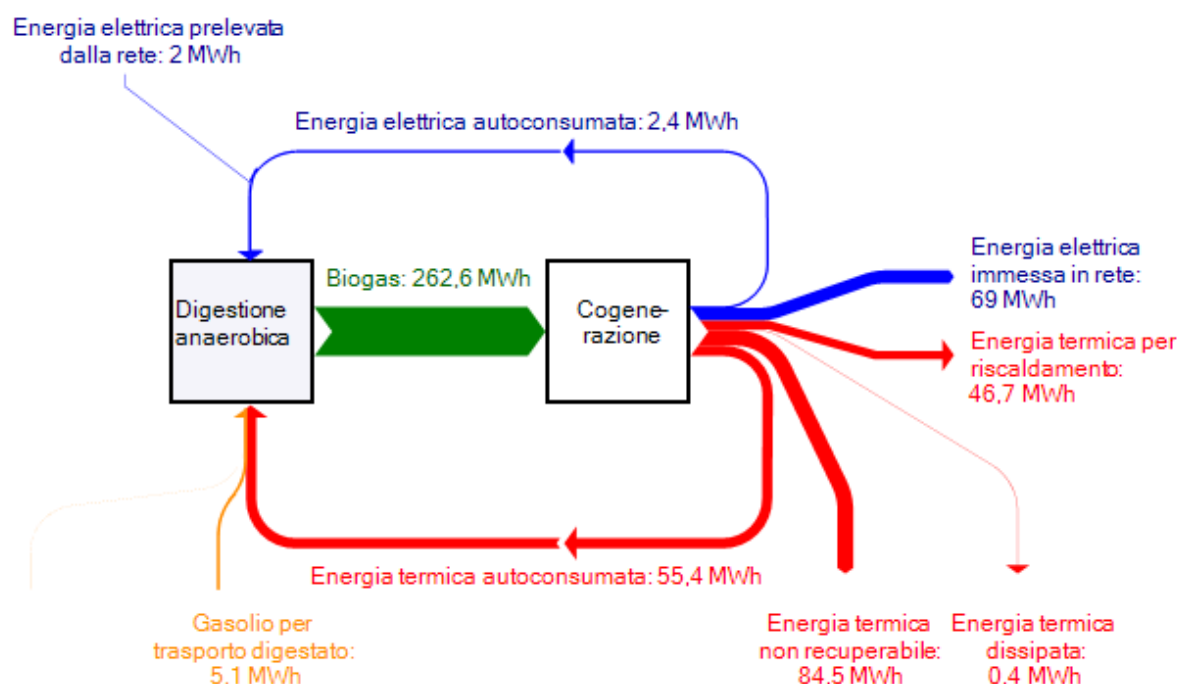 Energia elettrica prelevata
dalla rete: 2 MWh
Energia elettrica autoconsumata: 2,4 MWh
Biogas: 262,6 MWh
Digestione
anaerobica
Cogene-
razione
Energia elettrica
immessa in rete:
69 MWh
Energia termica per
riscaldamento:
46,7 MWh
Energia termica autoconsumata: 55,4 MWh
Gasolio per
trasporto digestato:
5,1 MWh
Energia termica
non recuperabile:
84,5 MWh
Energia termica
dissipata:
0,4 MWh